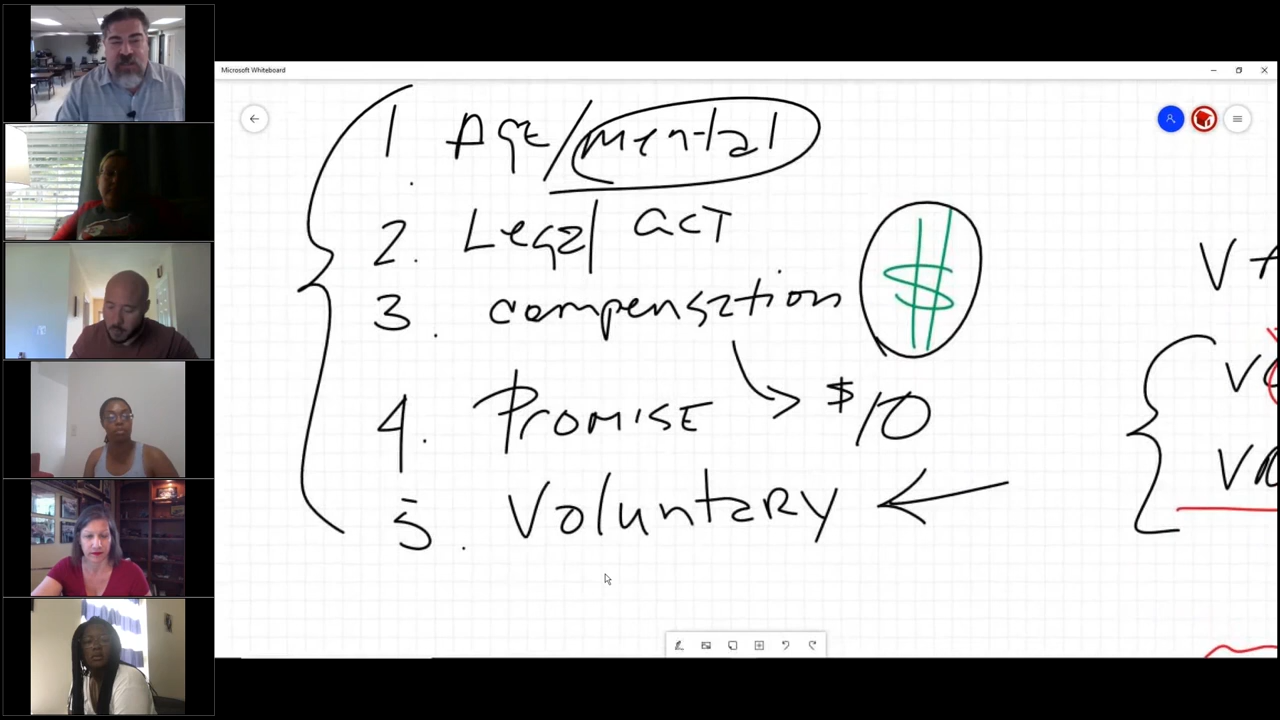 Microsoft Whiteboard
1. Age/mental
2. Legal act
3. compensation $
4. Promise $10
5. Voluntary
V
V
V